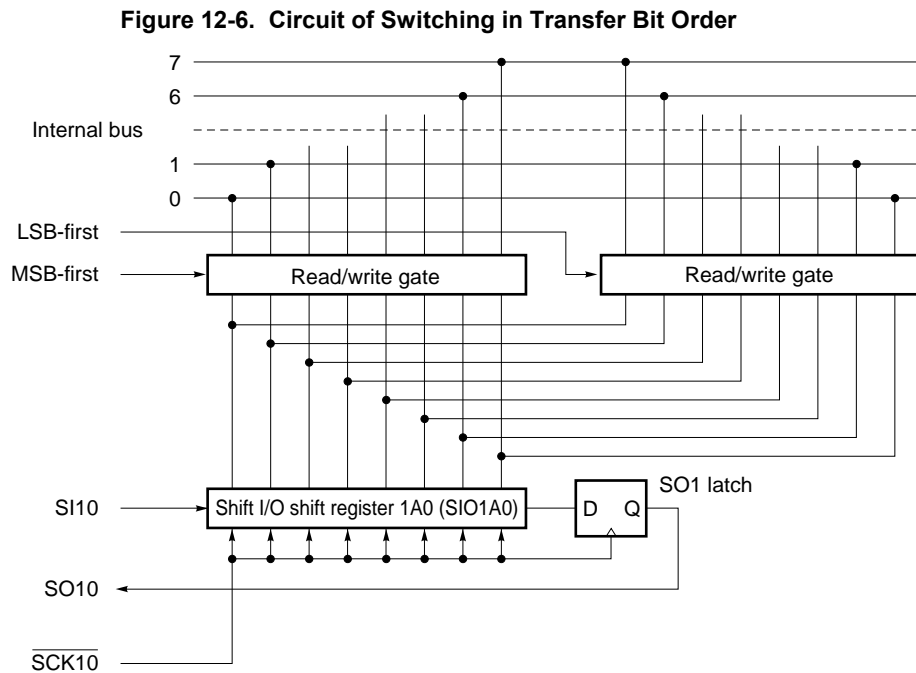 Figure 12-6. Circuit of Switching in Transfer Bit Order
7
6
Internal bus
1
0
LSB-first
MSB-first
Read/write gate
Read/write gate
SO1 latch
SI10
Shift I/O shift register 1A0 (SIO1A0)
D Q
SO10
SCK10